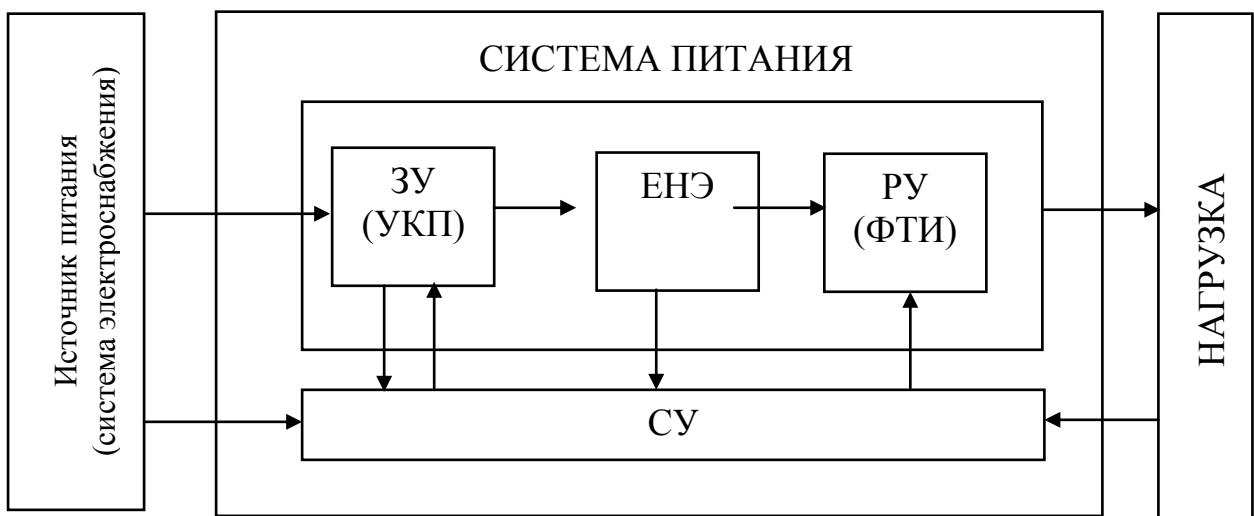 Источник питания
(система электроснабжения)
СИСТЕМА ПИТАНИЯ
ЗУ
(УКП)
ЕНЭ
РУ
(ФТИ)
СУ
НАГРУЗКА